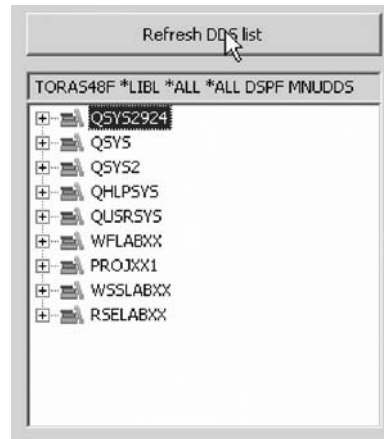 Refresh DDS list
TORAS48F *LIBL *ALL *ALL DSPF MNUDDS
QSYS2924
QSYS
QSYS2
QHLPSYS
QUSRSYS
WFLABXX
PROJXX1
WSSLABXX
RSELABXX